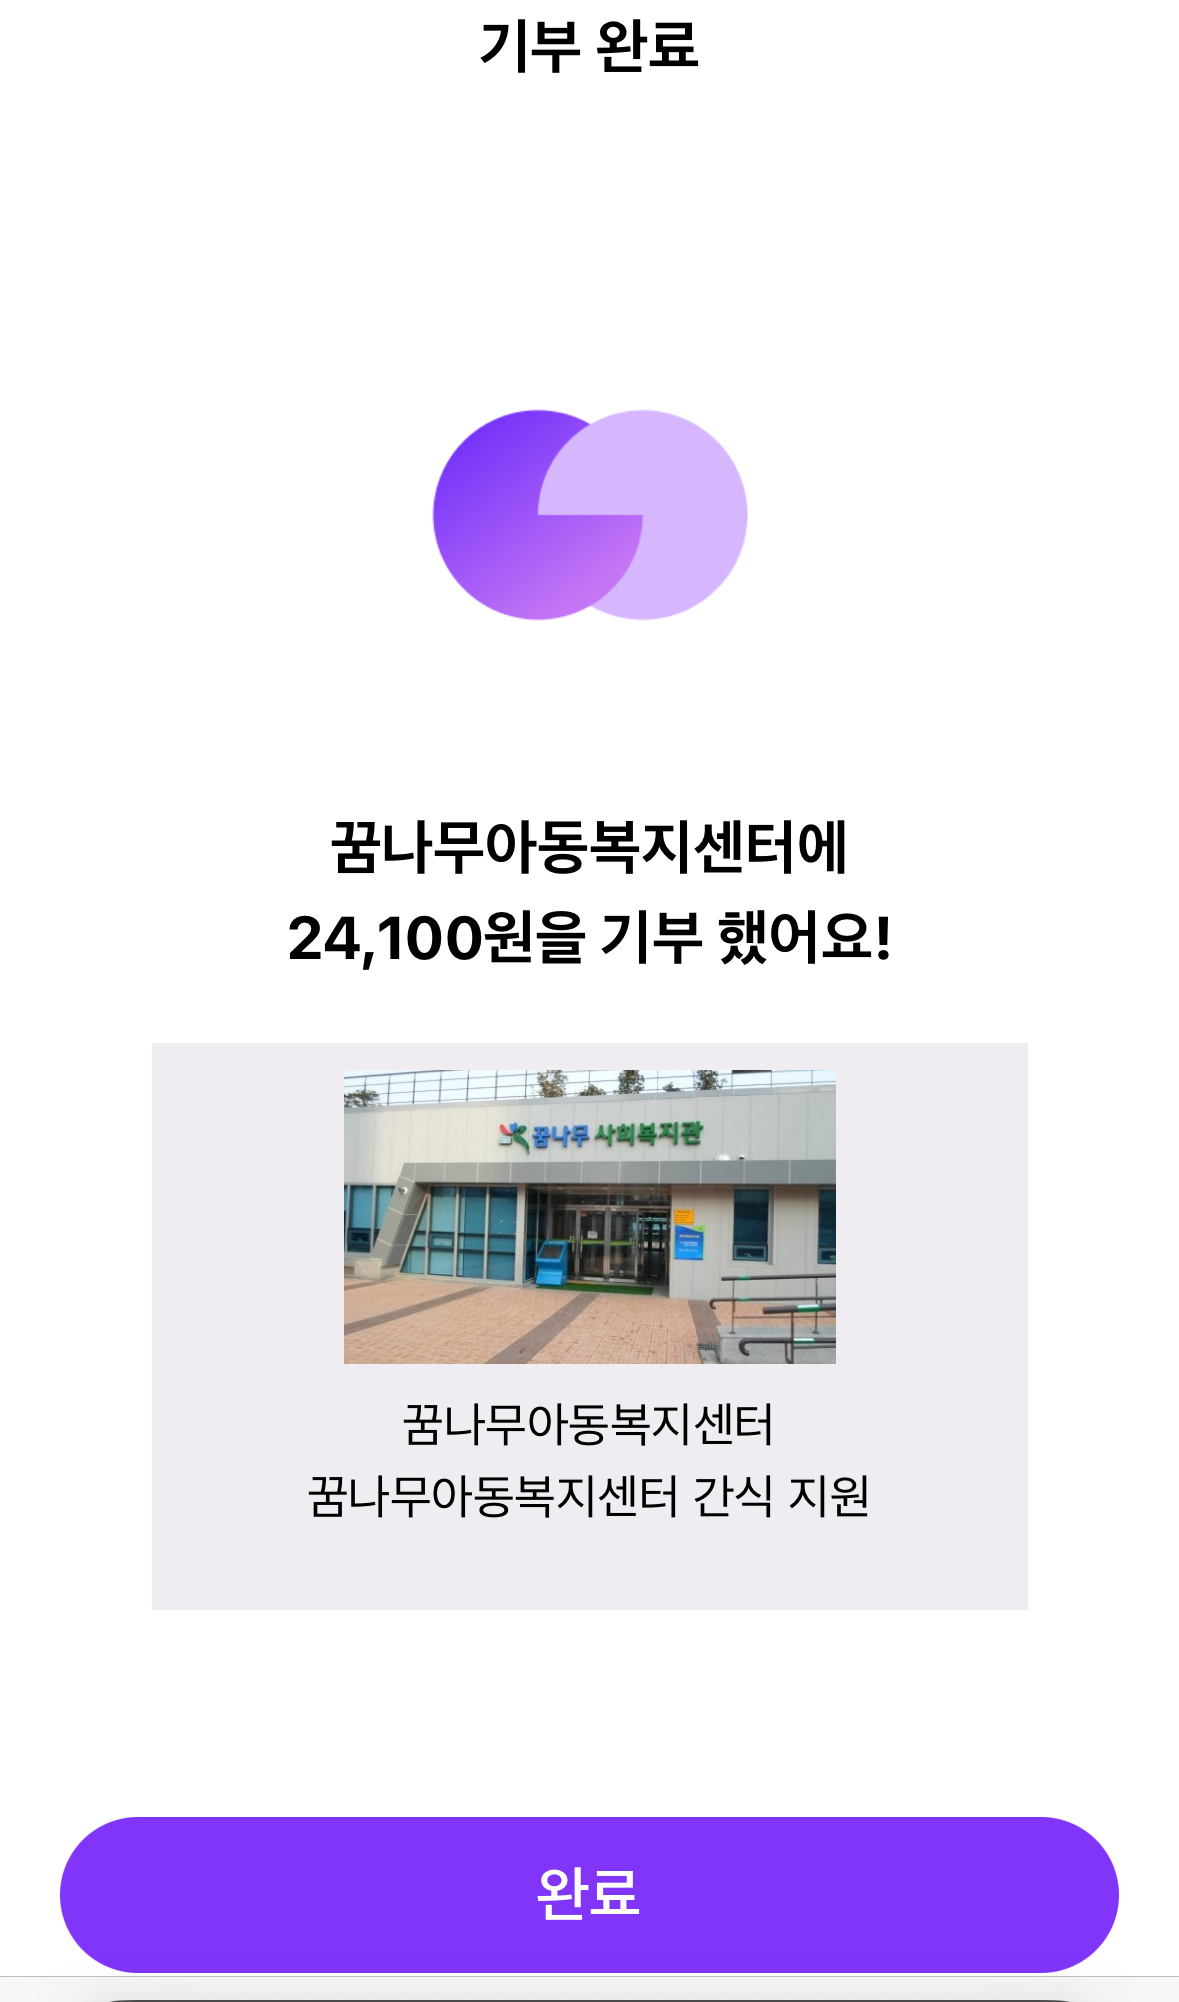 기부 완료
꿈나무아동복지센터에
24,100원을 기부 했어요!
꿈나무 사회복지관
꿈나무아동복지센터
꿈나무아동복지센터 간식 지원
완료